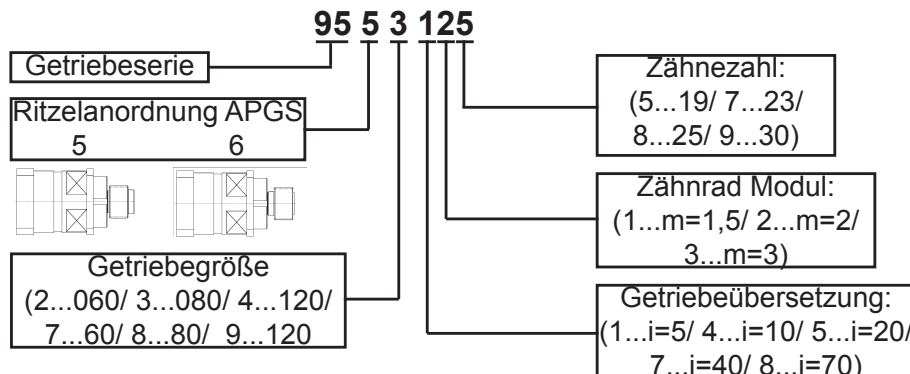 95 5 3 125
Getriebeserie
Ritzelanordnung APGS
5 6
Getriebegröße
(2...060/ 3...080/ 4...120/
7...60/ 8...80/ 9...120
Zähnezahl:
(5...19/ 7...23/
8...25/ 9...30)
Zähnrad Modul:
(1...m=1,5/ 2...m=2/
3...m=3)
Getriebeübersetzung:
(1...i=5/ 4...i=10/ 5...i=20/
7...i=40/ 8...i=70)